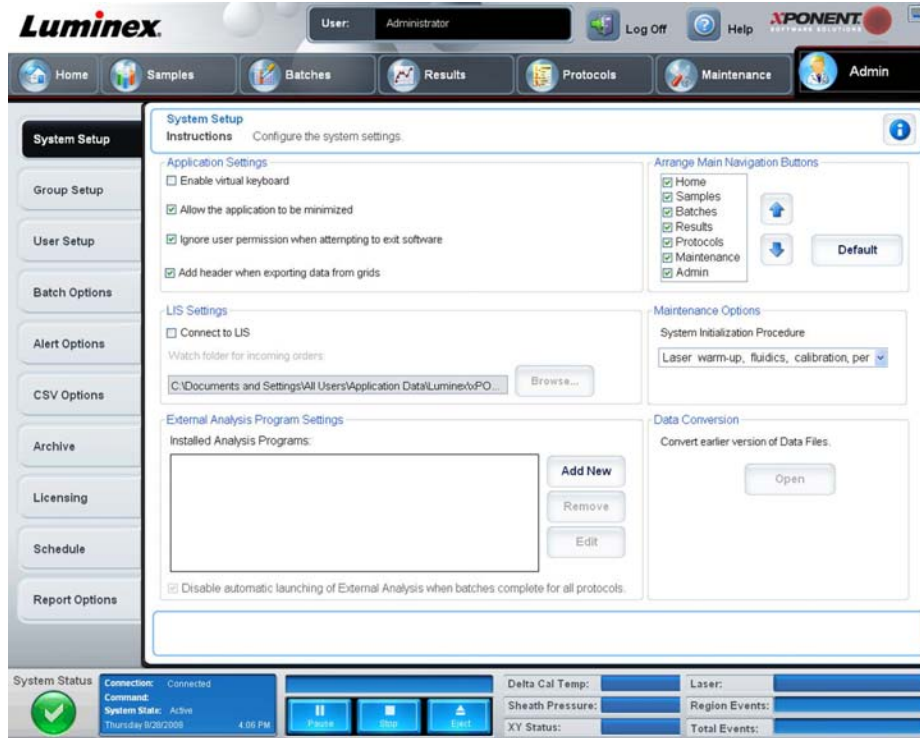 Luminex.
User: Administrator
Log Off
Help
XPONENT.
SOFTWARE SOLUTIONS
Home
Samples
Batches
Results
Protocols
Maintenance
Admin
System Setup
Group Setup
User Setup
Batch Options
Alert Options
CSV Options
Archive
Licensing
Schedule
Report Options
System Setup
Instructions Configure the system settings.
Application Settings
Enable virtual keyboard
Allow the application to be minimized
Ignore user permission when attempting to exit software
Add header when exporting data from grids
Arrange Main Navigation Buttons
Home
Samples
Batches
Results
Protocols
Maintenance
Admin
Default
LIS Settings
Connect to LIS
Watch folder for incoming orders:
C:\Documents and Settings\All Users\Application Data\Luminex\xPO...
Browse...
Maintenance Options
System Initialization Procedure
Laser warm-up, fluidics, calibration, per
External Analysis Program Settings
Installed Analysis Programs:
Add New
Remove
Edit
Disable automatic launching of External Analysis when batches complete for all protocols.
Data Conversion
Convert earlier version of Data Files.
Open
System Status
Connection: Connected
Command:
System State: Active
Thursday 8/28/2008 4:06 PM
Pause
Stop
Eject
Delta Cal Temp:
Sheath Pressure:
XY Status:
Laser:
Region Events:
Total Events: